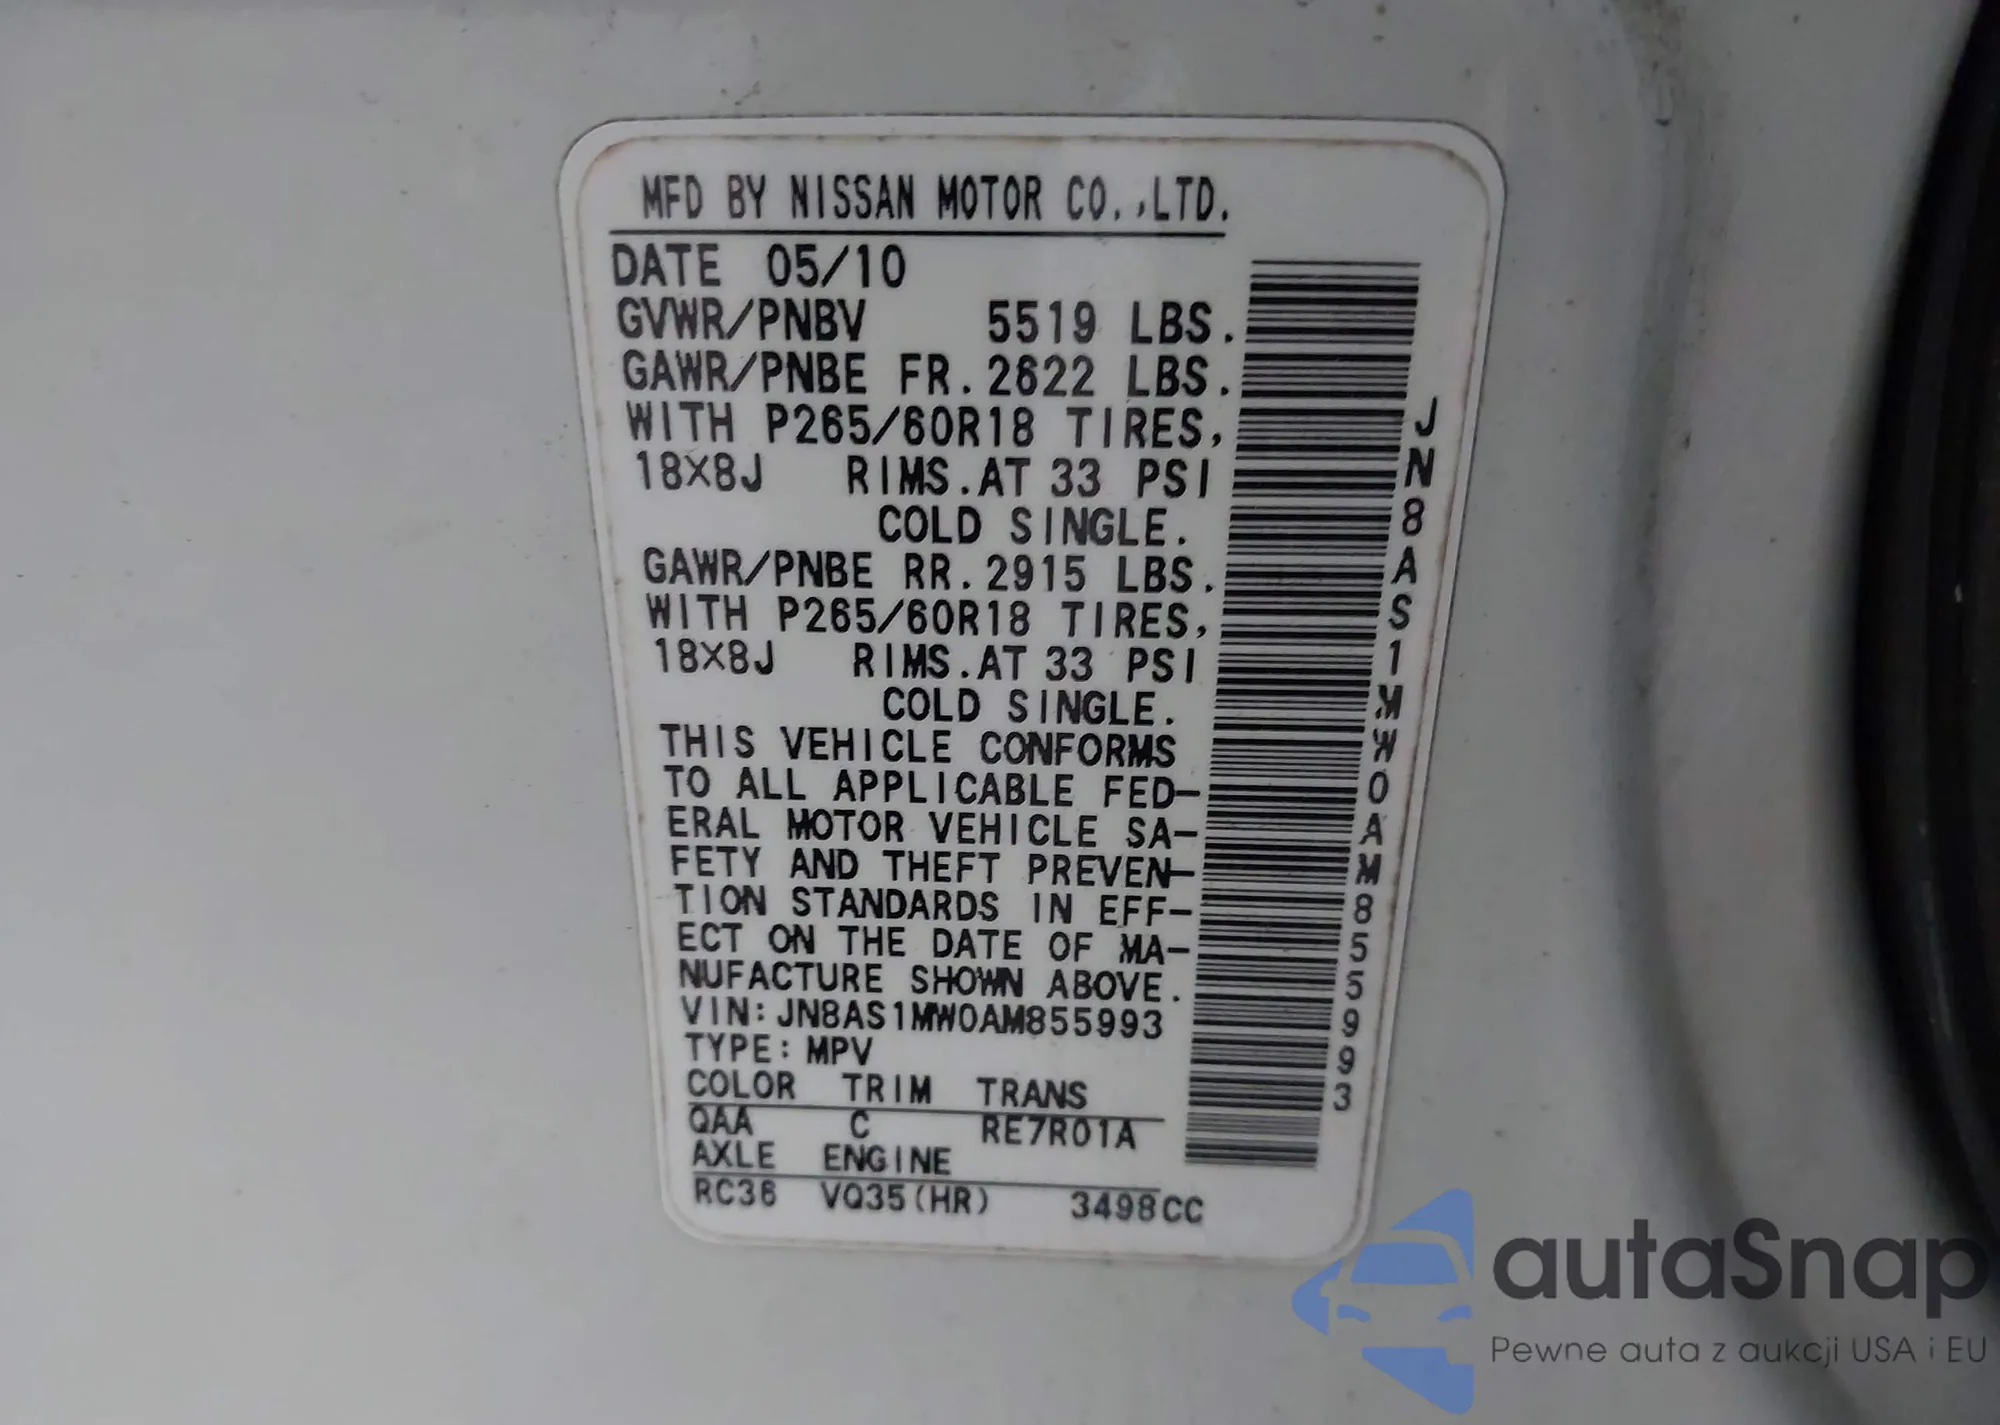 MFD BY NISSAN MOTOR CO.,LTD.
DATE 05/10
GVWR/PNBV 5519 LBS.
GAWR/PNBE FR.2622 LBS.
WITH P265/60R18 TIRES,
18X8J RIMS.AT 33 PSI
COLD SINGLE.
GAWR/PNBE RR.2915 LBS.
WITH P265/60R18 TIRES,
18X8J RIMS.AT 33 PSI
COLD SINGLE.
THIS VEHICLE CONFORMS
TO ALL APPLICABLE FED-
ERAL MOTOR VEHICLE SA-
FETY AND THEFT PREVEN-
TION STANDARDS IN EFF-
ECT ON THE DATE OF MA-
NUFACTURE SHOWN ABOVE.
VIN:JN8AS1MW0AM855993
TYPE:MPV
COLOR TRIM TRANS
QAA C RE7R01A
AXLE ENGINE
RC36 VQ35(HR) 3498CC
JN8AS1MW0AM855993
autaSnap
Pewne auta z aukcji USA i EU